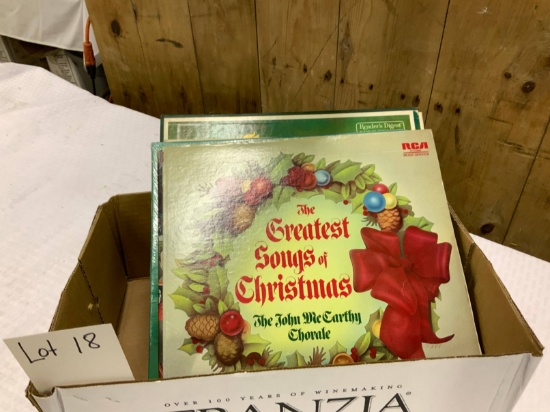 Reader's Digest
RCA
The
Greatest
Songs of
Christmas
The John McCarthy
Chorale
Lot 18
OVER 100 YEARS OF WINEMAKING
FRANZIA